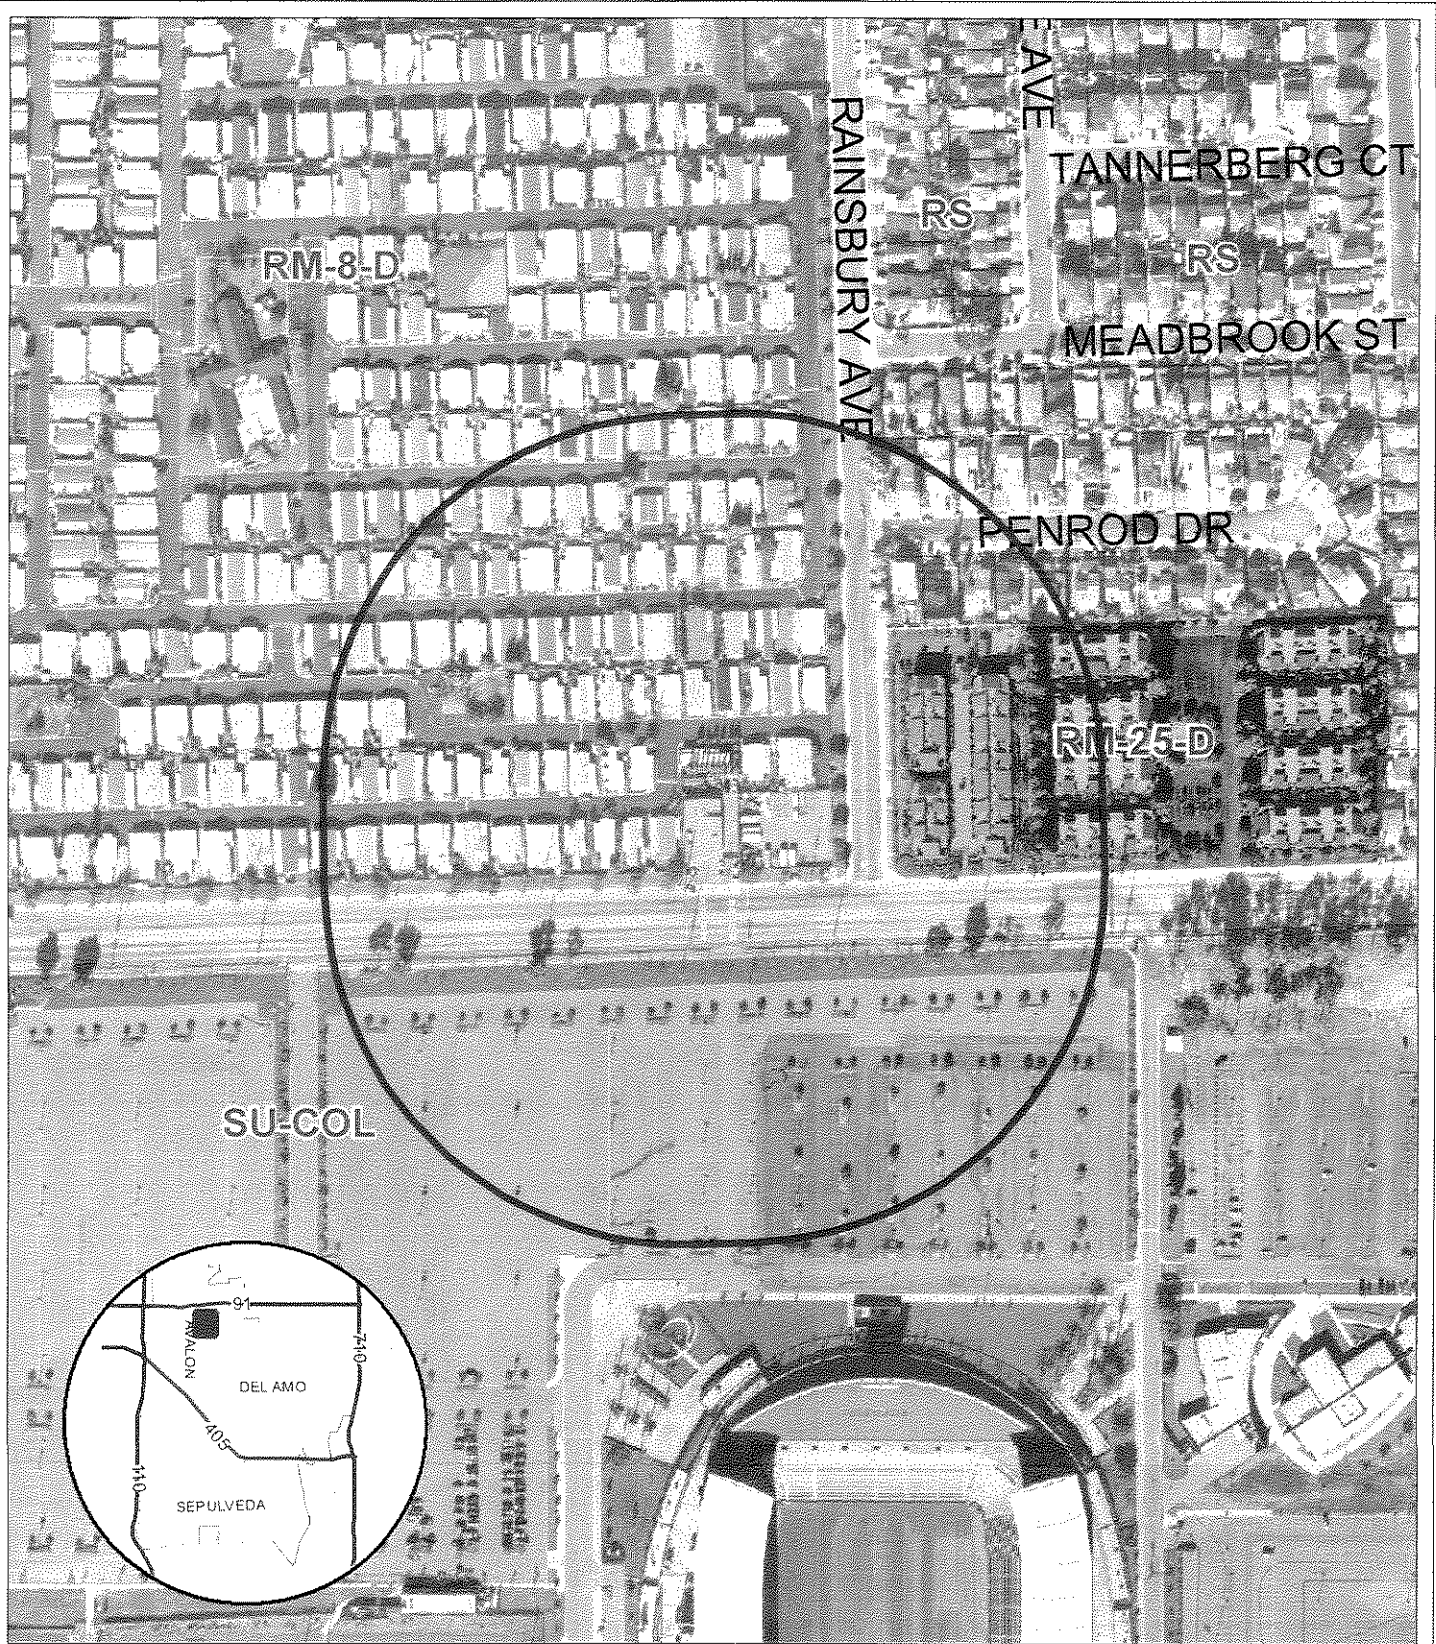 E AVE
RAINSBURY AVE
TANNERBERG CT
RS
RM-8-D
RS
MEADBROOK ST
PENROD DR
RM-25-D
SU-COL
91
AVALON
710
DEL AMO
405
110
SEPULVEDA